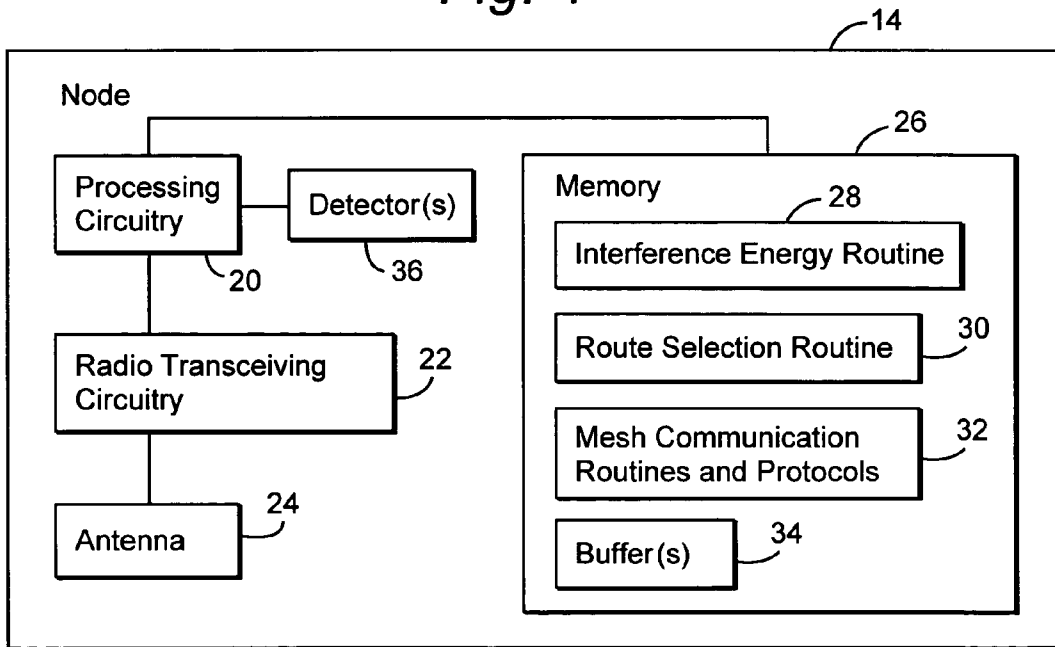 Fig.
14
Node
26
Processing
Circuitry
20
Detector(s)
36
Memory
28
Interference Energy Routine
Radio Transceiving
Circuitry
22
Route Selection Routine
30
Mesh Communication
Routines and Protocols
32
Antenna
24
Buffer(s)
34